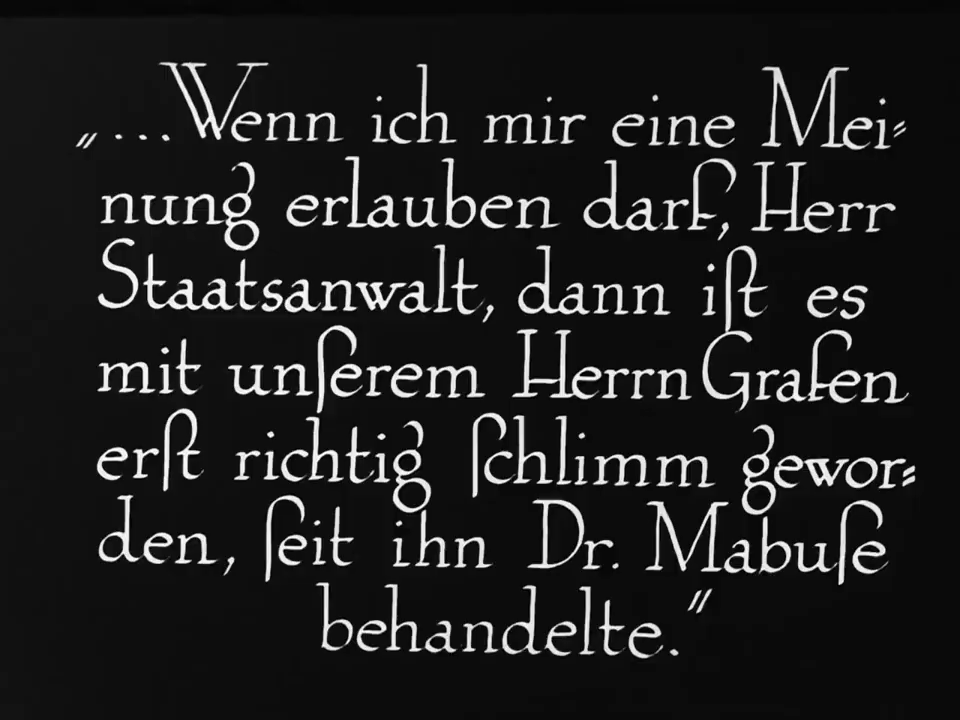 „...Wenn ich mir eine Mei⸗
nung erlauben darf, Herr
Staatsanwalt, dann iſt es
mit unſerem Herrn Grafen
erſt richtig ſchlimm gewor⸗
den, ſeit ihn Dr. Mabuſe
behandelte.“